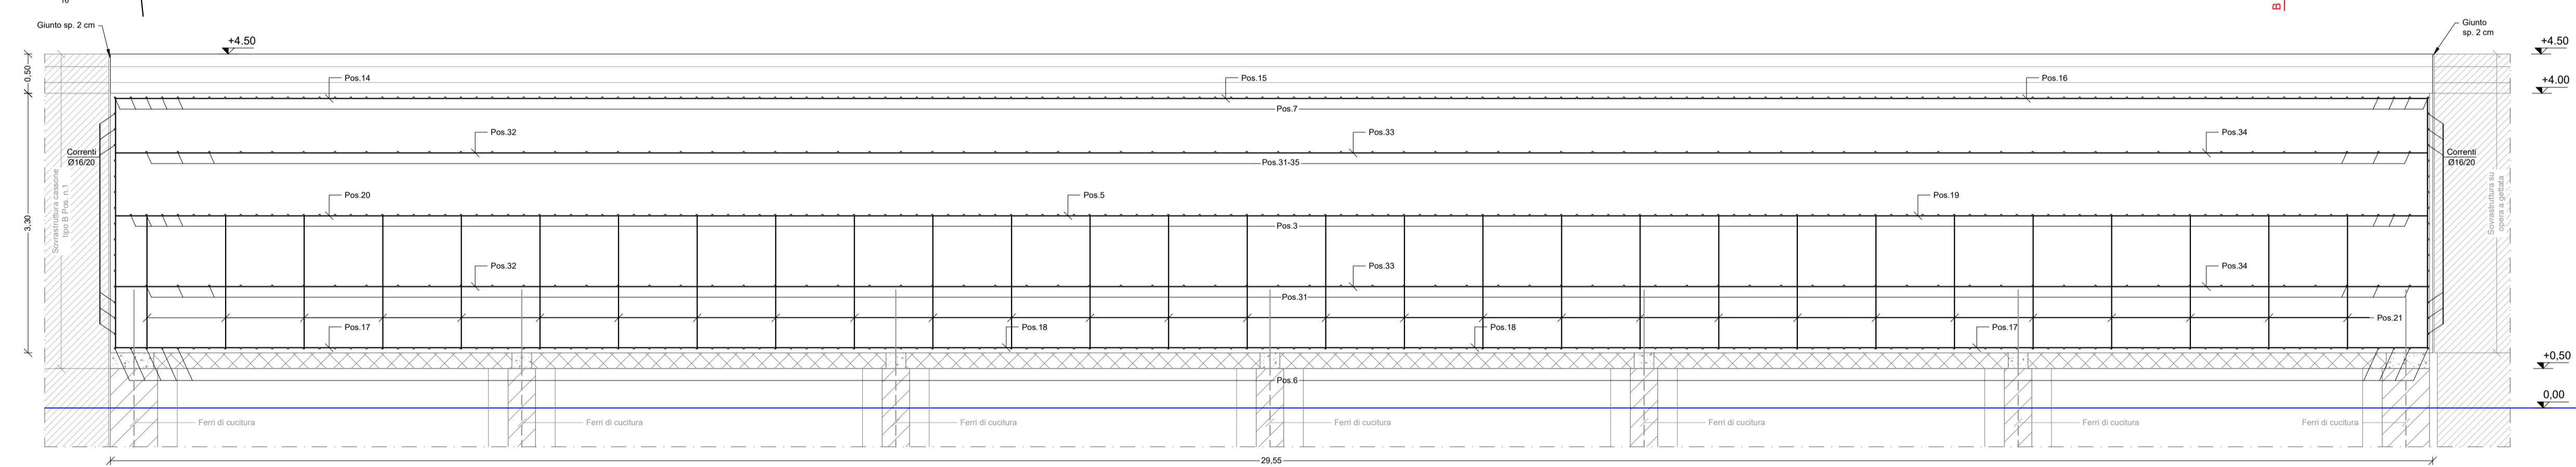 16
B
Giunto sp. 2 cm
Giunto
sp. 2 cm
+4.50
+4.50
0,50
Pos.14
Pos.15
Pos.16
+4.00
Pos.7
Pos.32
Pos.33
Pos.34
Correnti
Ø16/20
Correnti
Ø16/20
Pos.31-35
Sovrastruttura cassone
tipo B Pos. n.1
Sovrastruttura su
opera a gettata
3,30
Pos.20
Pos.5
Pos.19
Pos.3
Pos.32
Pos.33
Pos.34
Pos.31
Pos.21
Pos.17
Pos.18
Pos.18
Pos.17
+0,50
Pos.6
0,00
Ferri di cucitura
Ferri di cucitura
Ferri di cucitura
Ferri di cucitura
Ferri di cucitura
Ferri di cucitura
Ferri di cucitura
29,55